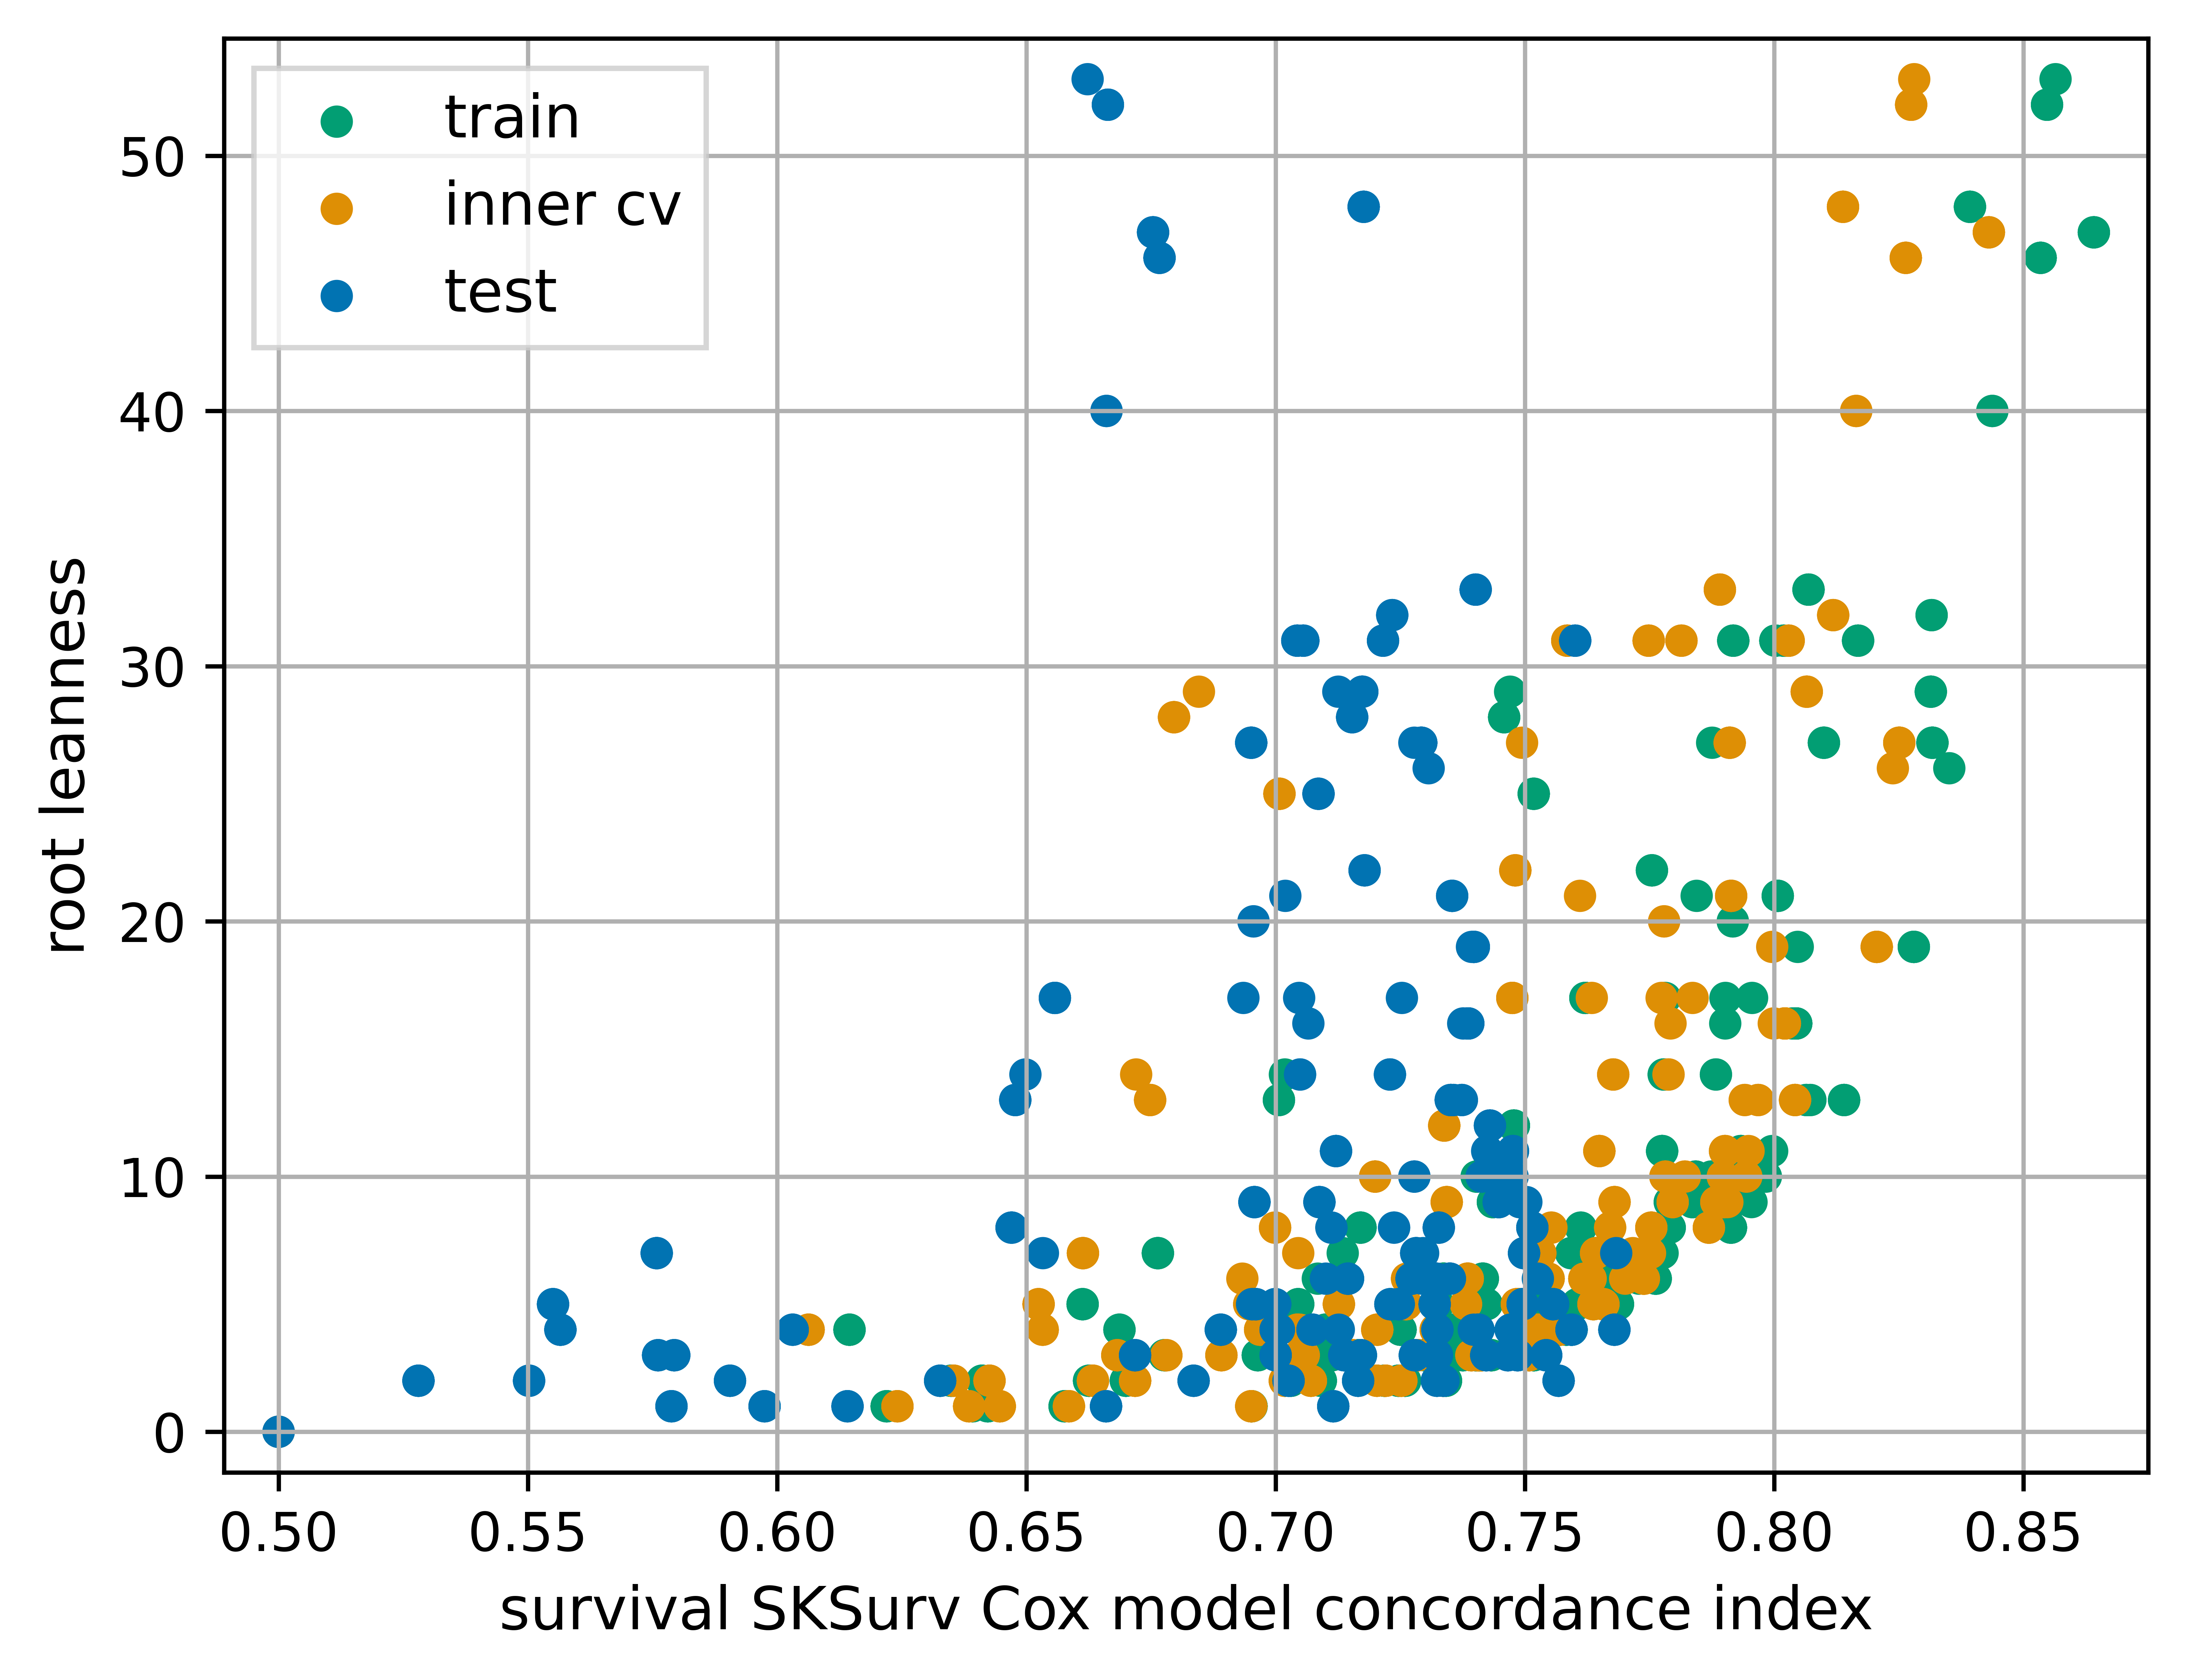 train
inner cv
test
50
40
30
20
10
0
root leanness
0.50 0.55 0.60 0.65 0.70 0.75 0.80 0.85
survival SKSurv Cox model concordance index